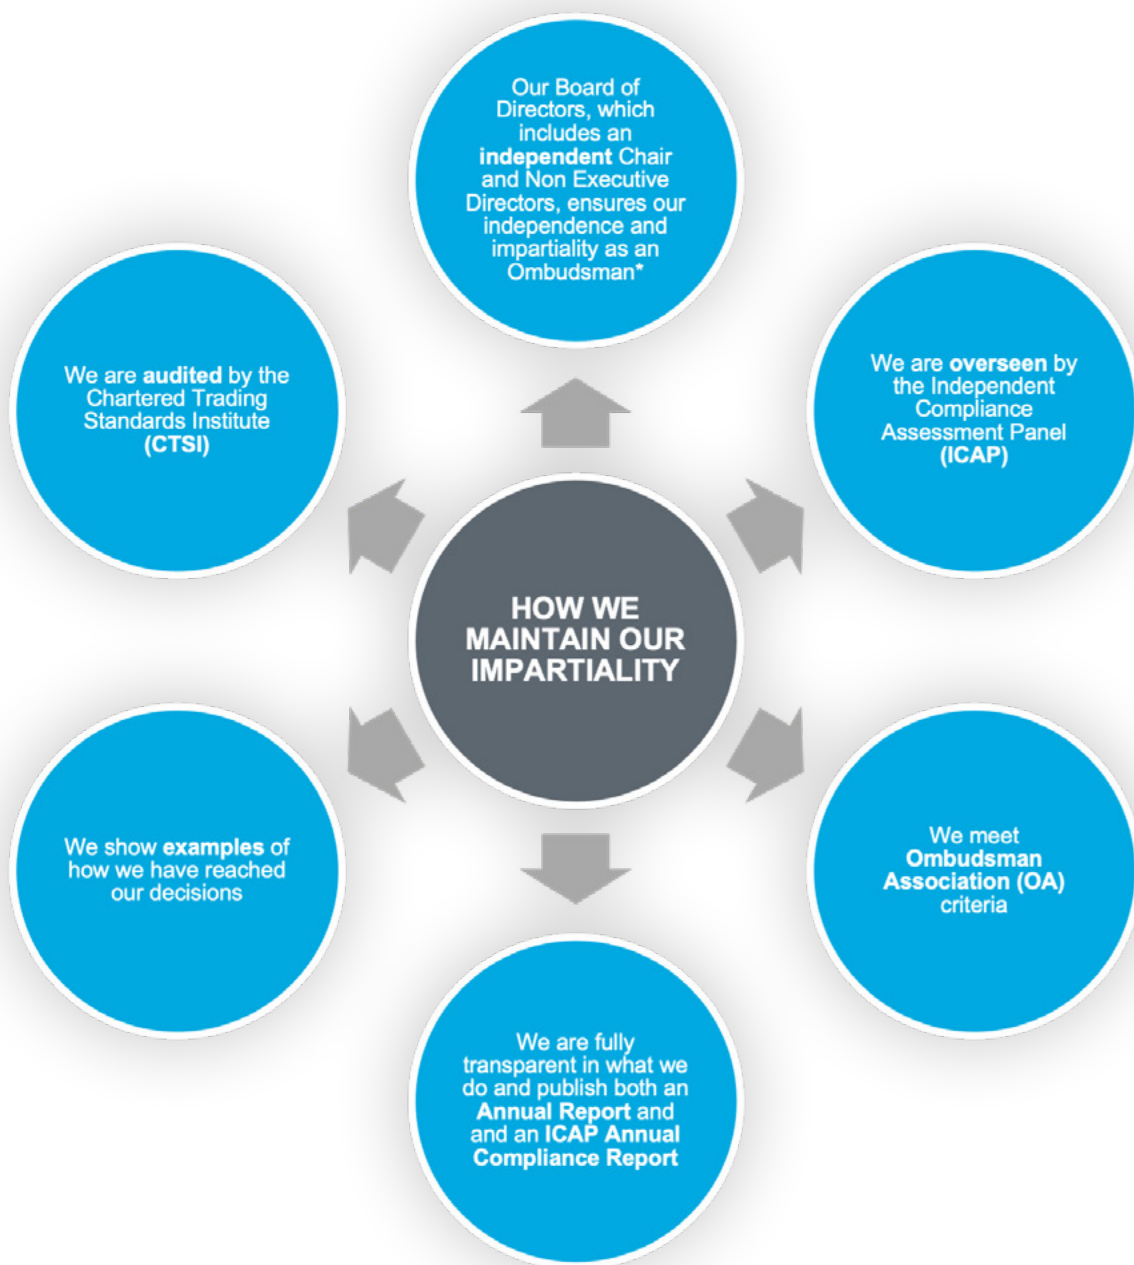 Our Board of
Directors, which
includes an
independent Chair
and Non Executive
Directors, ensures our
independence and
impartiality as an
Ombudsman*
We are audited by the
Chartered Trading
Standards Institute
(CTSI)
We are overseen by
the Independent
Compliance
Assessment Panel
(ICAP)
HOW WE
MAINTAIN OUR
IMPARTIALITY
We show examples of
how we have reached
our decisions
We meet
Ombudsman
Association (OA)
criteria
We are fully
transparent in what we
do and publish both an
Annual Report and
and an ICAP Annual
Compliance Report